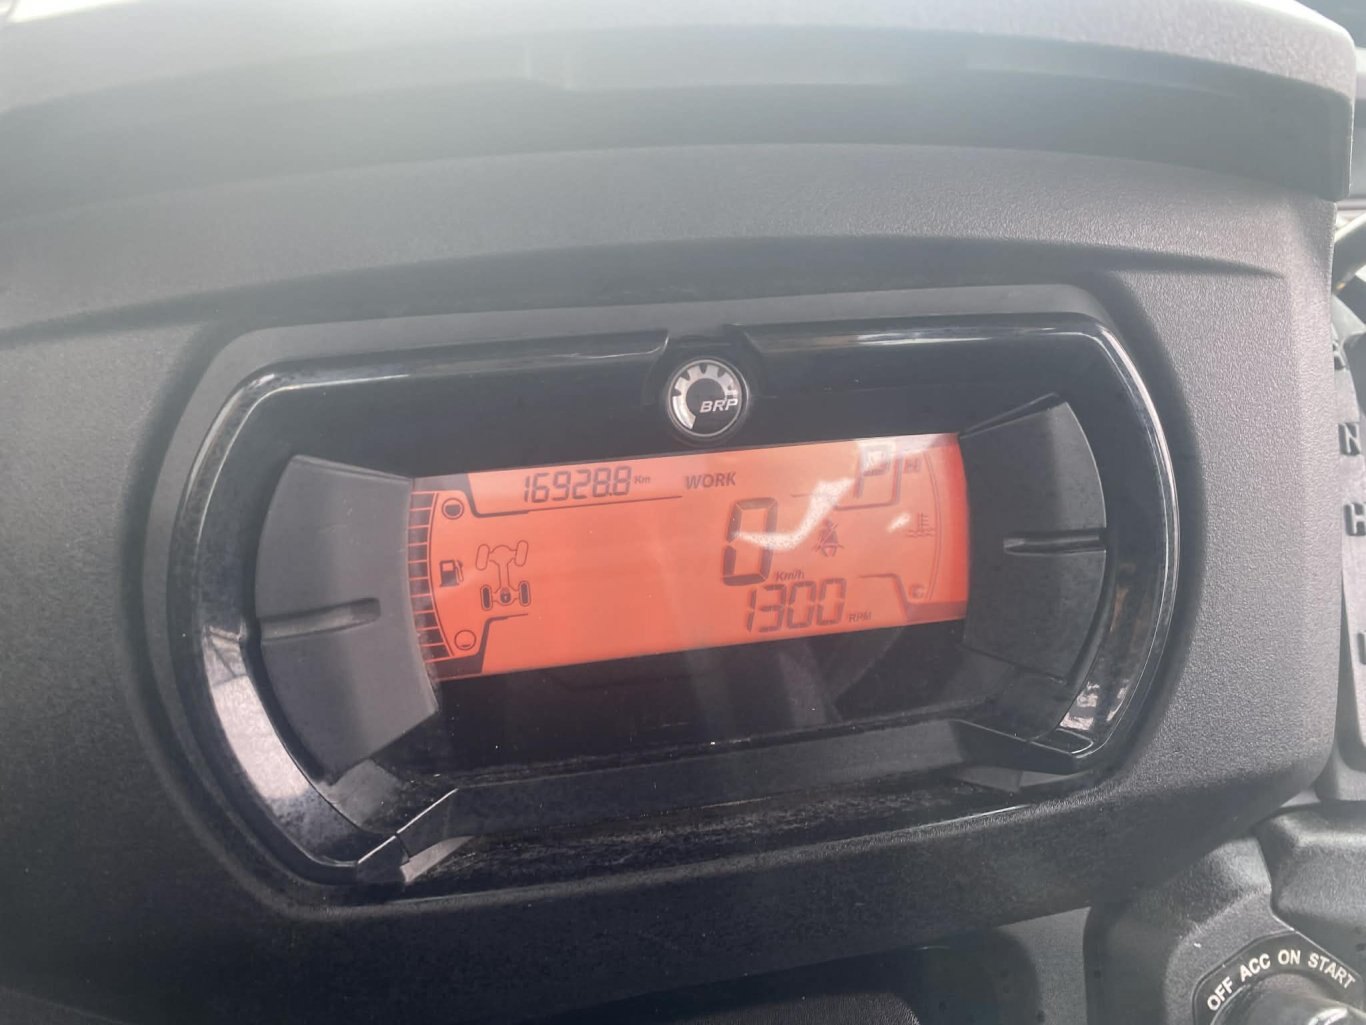 BRP
16928.8 Km WORK P H
0
Km/h
1300 RPM
C
N
OFF ACC ON START